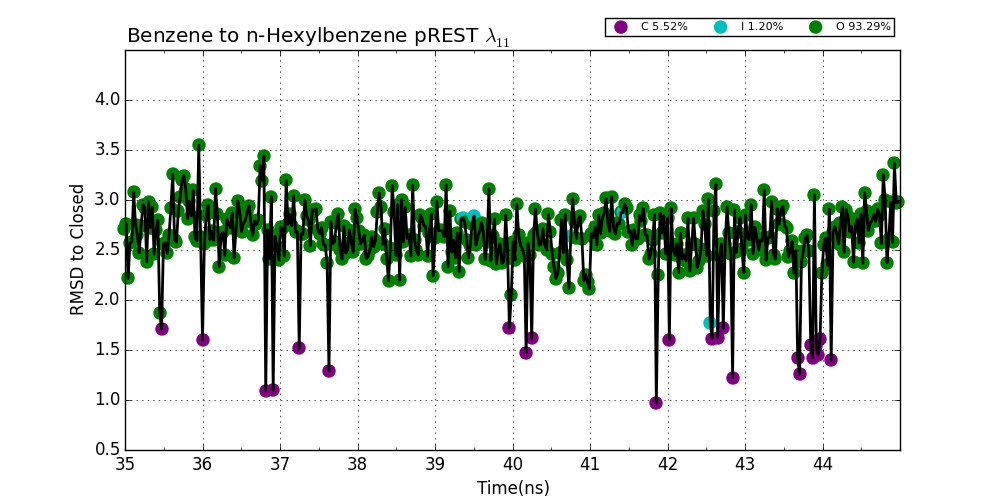 Benzene to n-Hexylbenzene pREST λ₁₁
C 5.52% I 1.20% O 93.29%
4.0
3.5
3.0
2.5
2.0
1.5
1.0
0.5
RMSD to Closed
35 36 37 38 39 40 41 42 43 44
Time(ns)